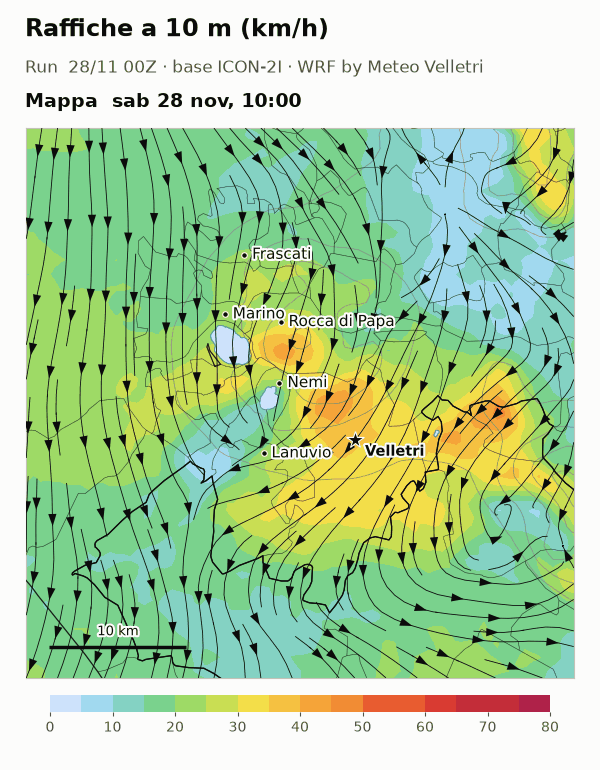 Raffiche a 10 m (km/h)
Run 28/11 00Z · base ICON-2I · WRF by Meteo Velletri
Mappa sab 28 nov, 10:00
Frascati
Marino
Rocca di Papa
Nemi
Velletri
Lanuvio
10 km
0 10 20 30 40 50 60 70 80